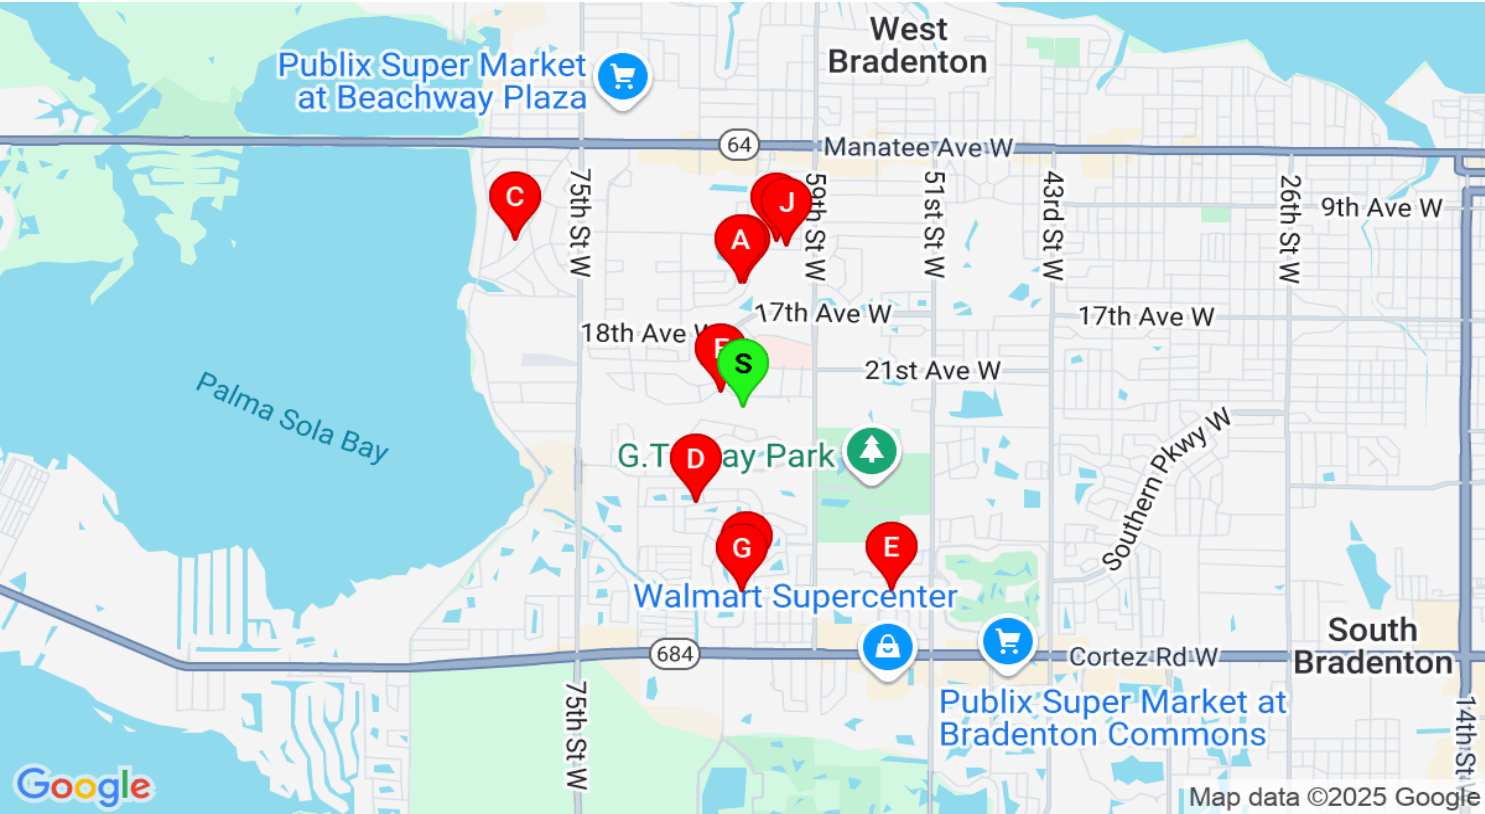 West
Bradenton
Publix Super Market
at Beachway Plaza
64
Manatee Ave W
75th St W
59th St W
51st St W
43rd St W
26th St W
9th Ave W
C
J
A
17th Ave W
17th Ave W
18th Ave W
S
21st Ave W
Palma Sola Bay
Southern Pkwy W
G.T
ay Park
D
G
E
Walmart Supercenter
South
Bradenton
684
Cortez Rd W
75th St W
Publix Super Market at
Bradenton Commons
14th St
Google
Map data ©2025 Google